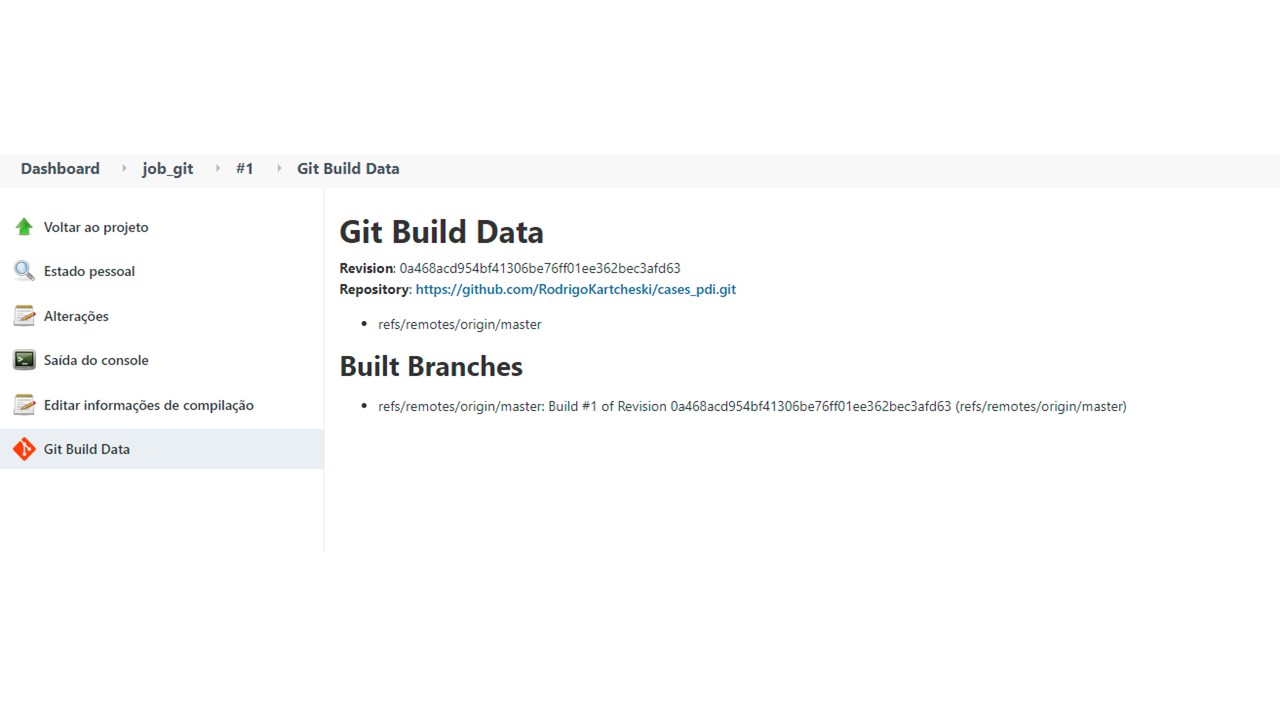 Dashboard job_git #1 Git Build Data
Voltar ao projeto
Estado pessoal
Alterações
Saída do console
Editar informações de compilação
Git Build Data
Git Build Data
Revision: 0a468acd954bf41306be76ff01ee362bec3afd63
Repository: https://github.com/RodrigoKartcheski/cases_pdi.git
refs/remotes/origin/master
Built Branches
refs/remotes/origin/master: Build #1 of Revision 0a468acd954bf41306be76ff01ee362bec3afd63 (refs/remotes/origin/master)